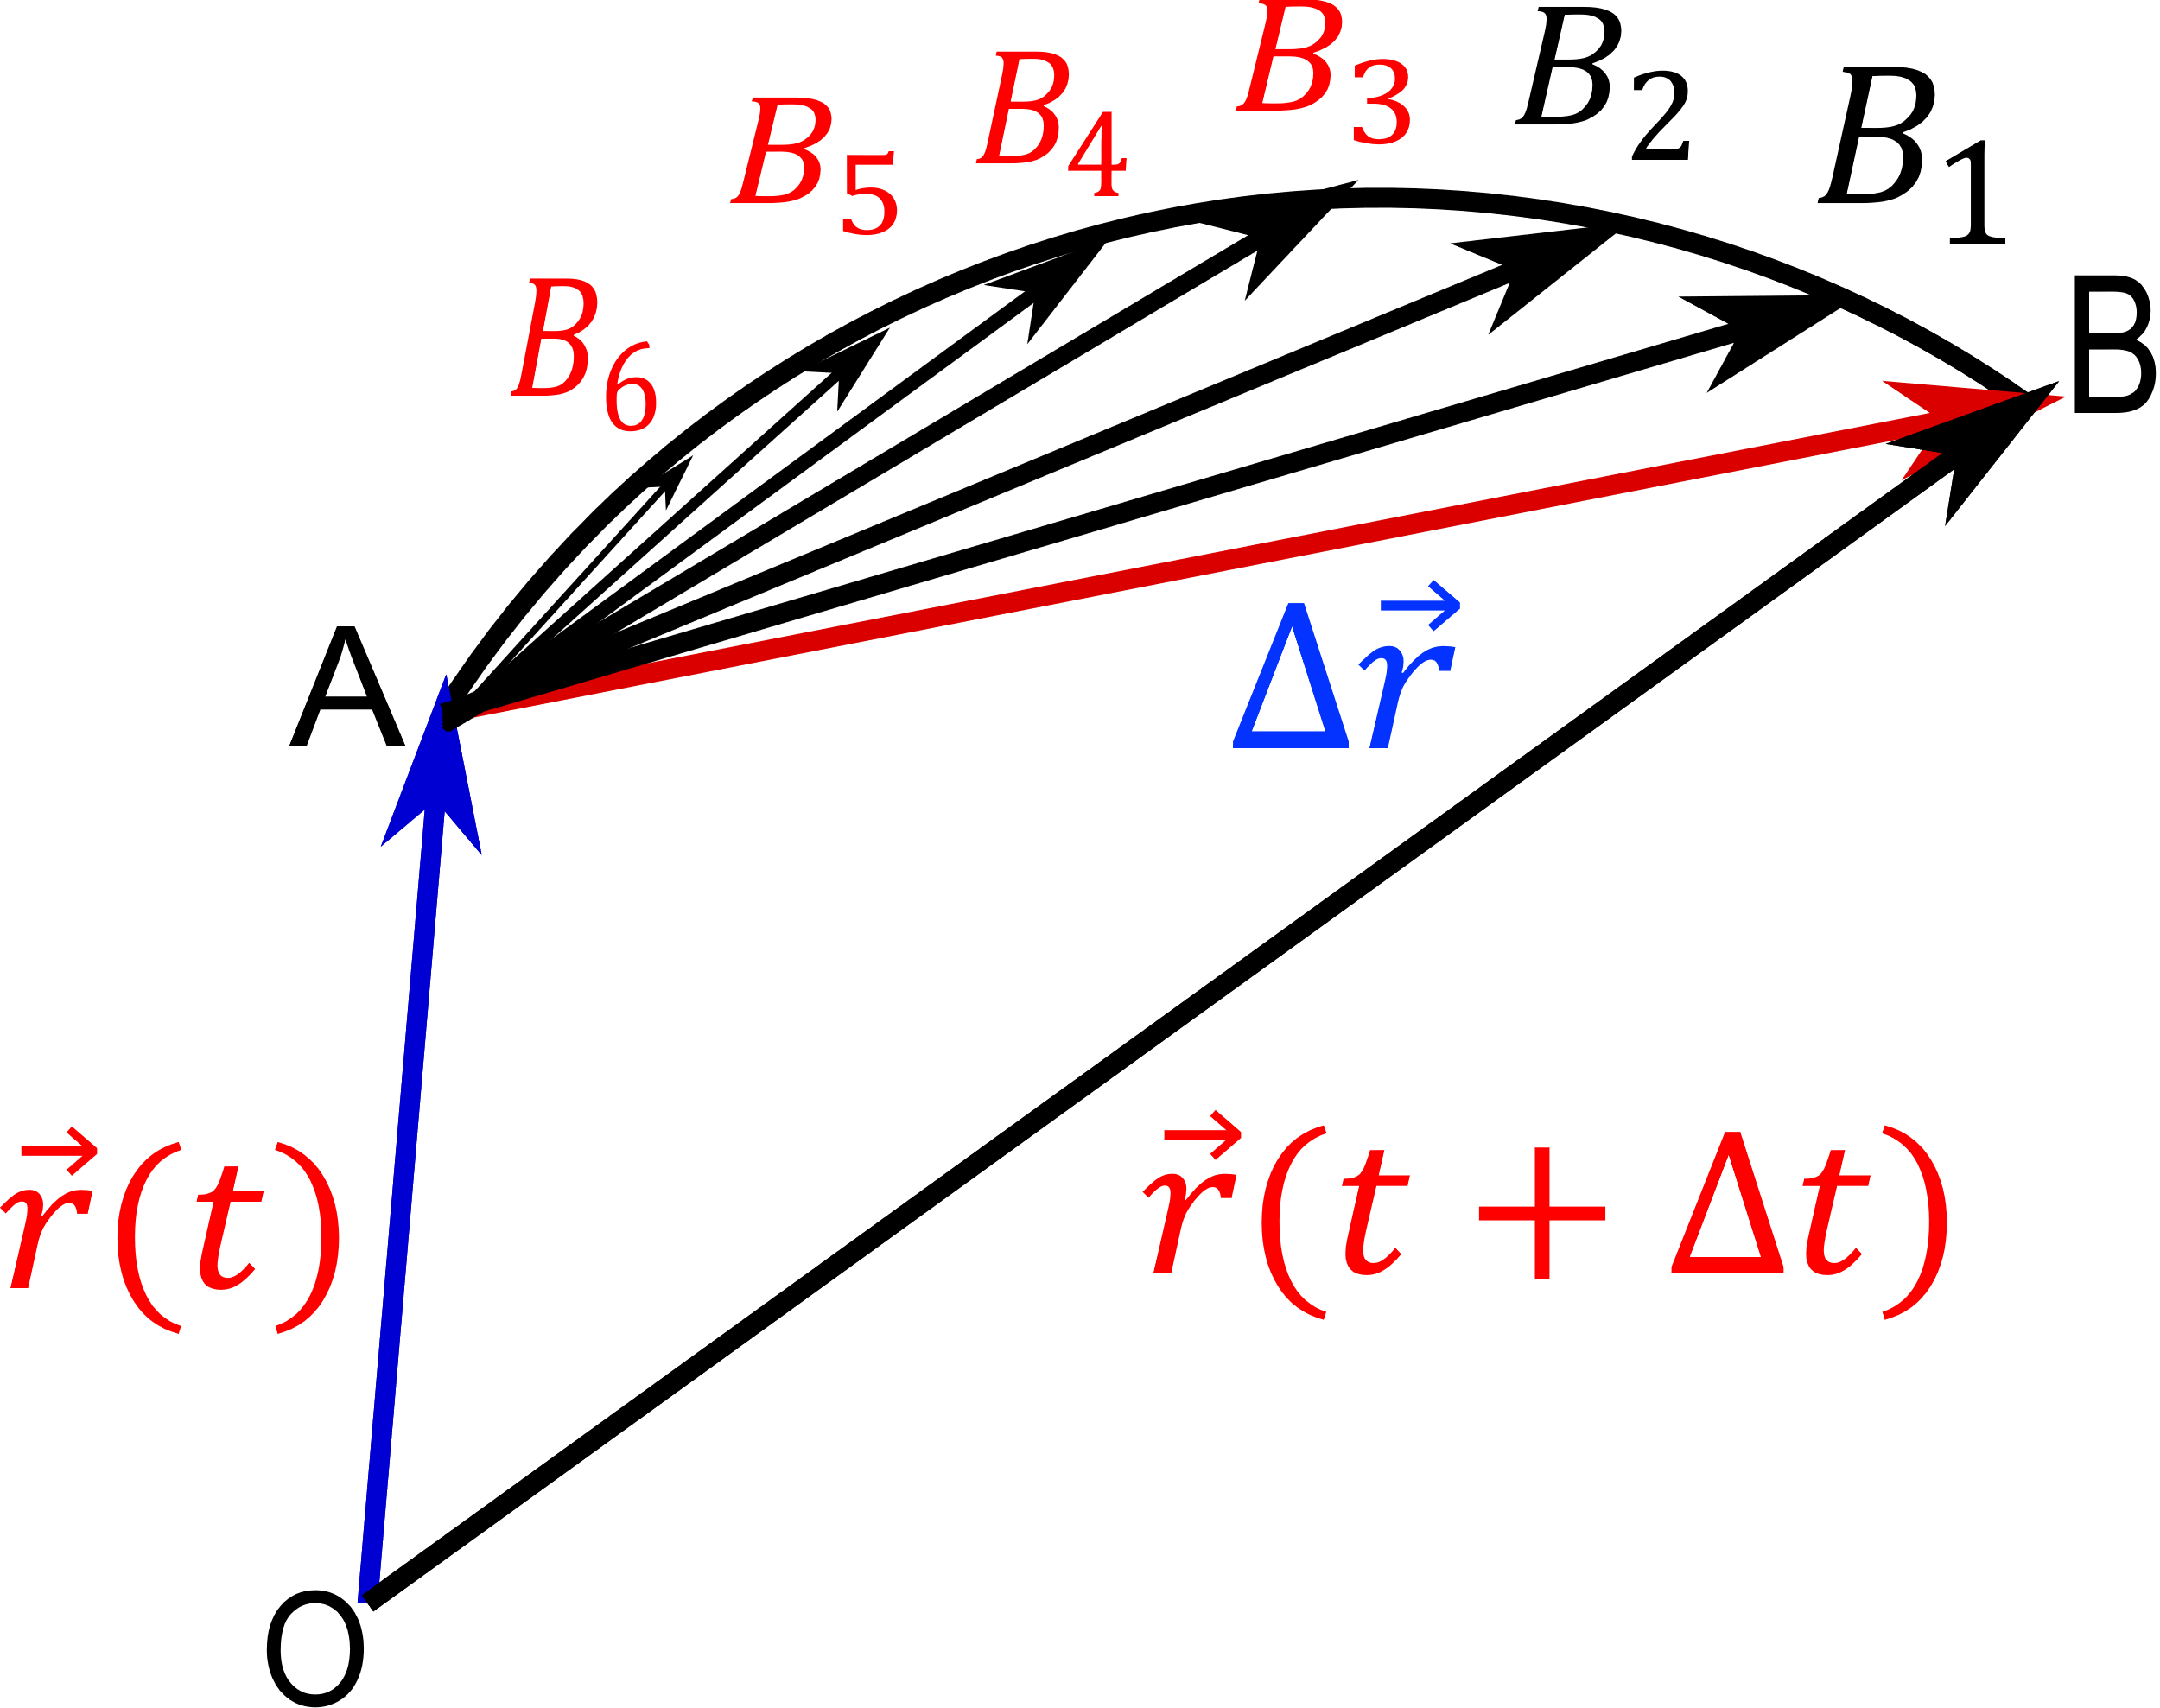 B₃
B₂
B₄
B₁
B₅
B
B₆
A
Δr⃗
r⃗(t)
r⃗(t + Δt)
O